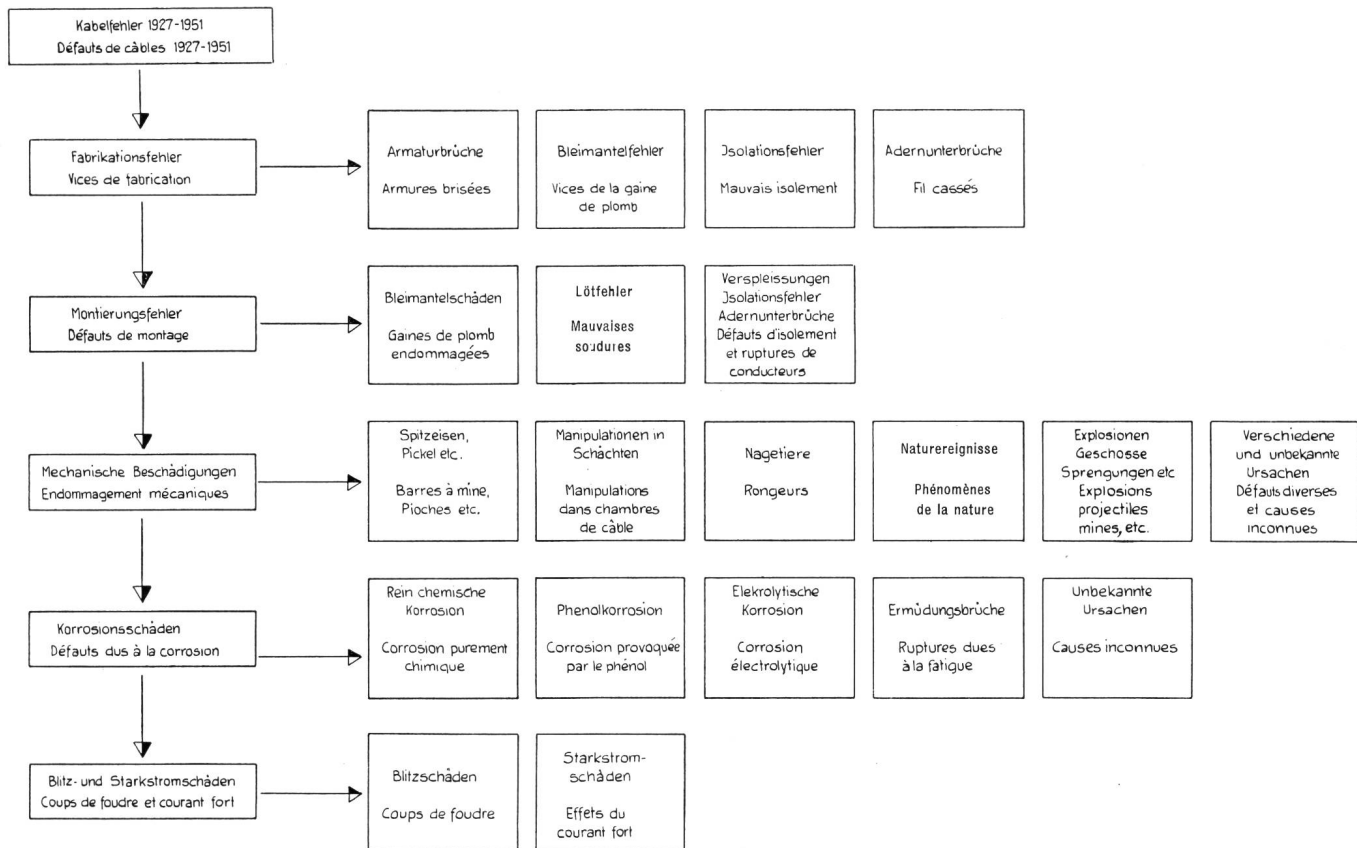 Kabelfehler 1927-1951
Défauts de câbles 1927-1951
Fabrikationsfehler
Vices de fabrication
Armaturbrüche
Armures brisées
Bleimantelfehler
Vices de la gaine
de plomb
Jsolationsfehler
Mauvais isolement
Adernunterbrüche
Fil cassés
Montierungsfehler
Défauts de montage
Bleimantelschäden
Gaines de plomb
endommagées
Lötfehler
Mauvaises
soudures
Verspleissungen
Jsolationsfehler
Adernunterbrüche
Défauts d'isolement
et ruptures de
conducteurs
Mechanische Beschädigungen
Endommagement mécaniques
Spitzeisen,
Pickel etc.
Barres à mine,
Pioches etc.
Manipulationen in
Schächten
Manipulations
dans chambres
de câble
Nagetiere
Rongeurs
Naturereignisse
Phénomènes
de la nature
Explosionen
Geschosse
Sprengungen etc
Explosions
projectiles
mines, etc.
Verschiedene
und unbekannte
Ursachen
Défauts diverses
et causes
inconnues
Korrosionsschäden
Défauts dus à la corrosion
Rein chemische
Korrosion
Corrosion purement
chimique
Phenolkorrosion
Corrosion provoquée
par le phénol
Elekrolytische
Korrosion
Corrosion
électrolytique
Ermüdungsbrüche
Ruptures dues
à la fatigue
Unbekannte
Ursachen
Causes inconnues
Blitz- und Starkstromschäden
Coups de foudre et courant fort
Blitzschäden
Coups de foudre
Starkstrom-
schäden
Effets du
courant fort